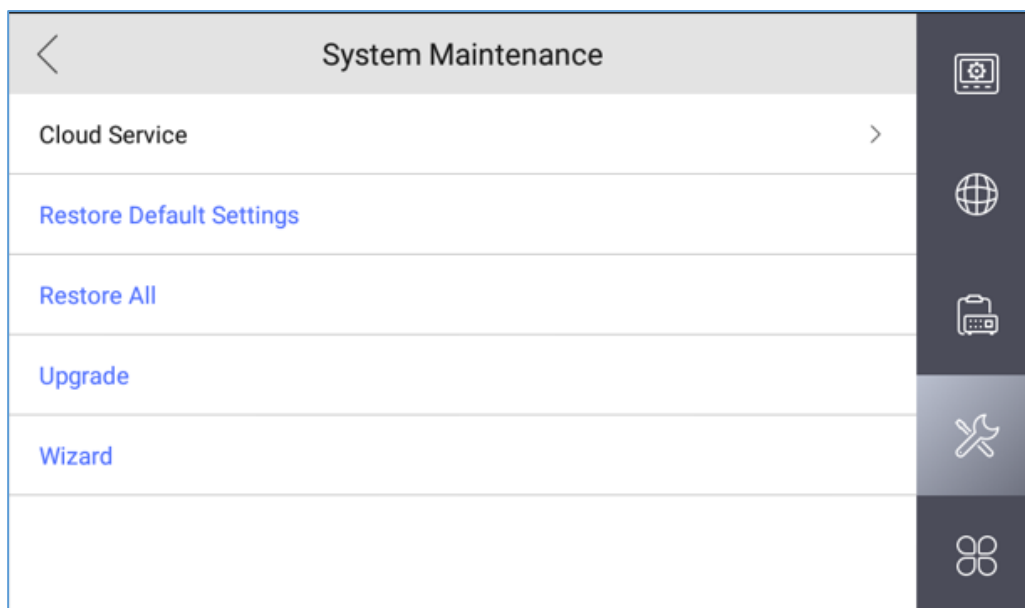 System Maintenance
Cloud Service
Restore Default Settings
Restore All
Upgrade
Wizard